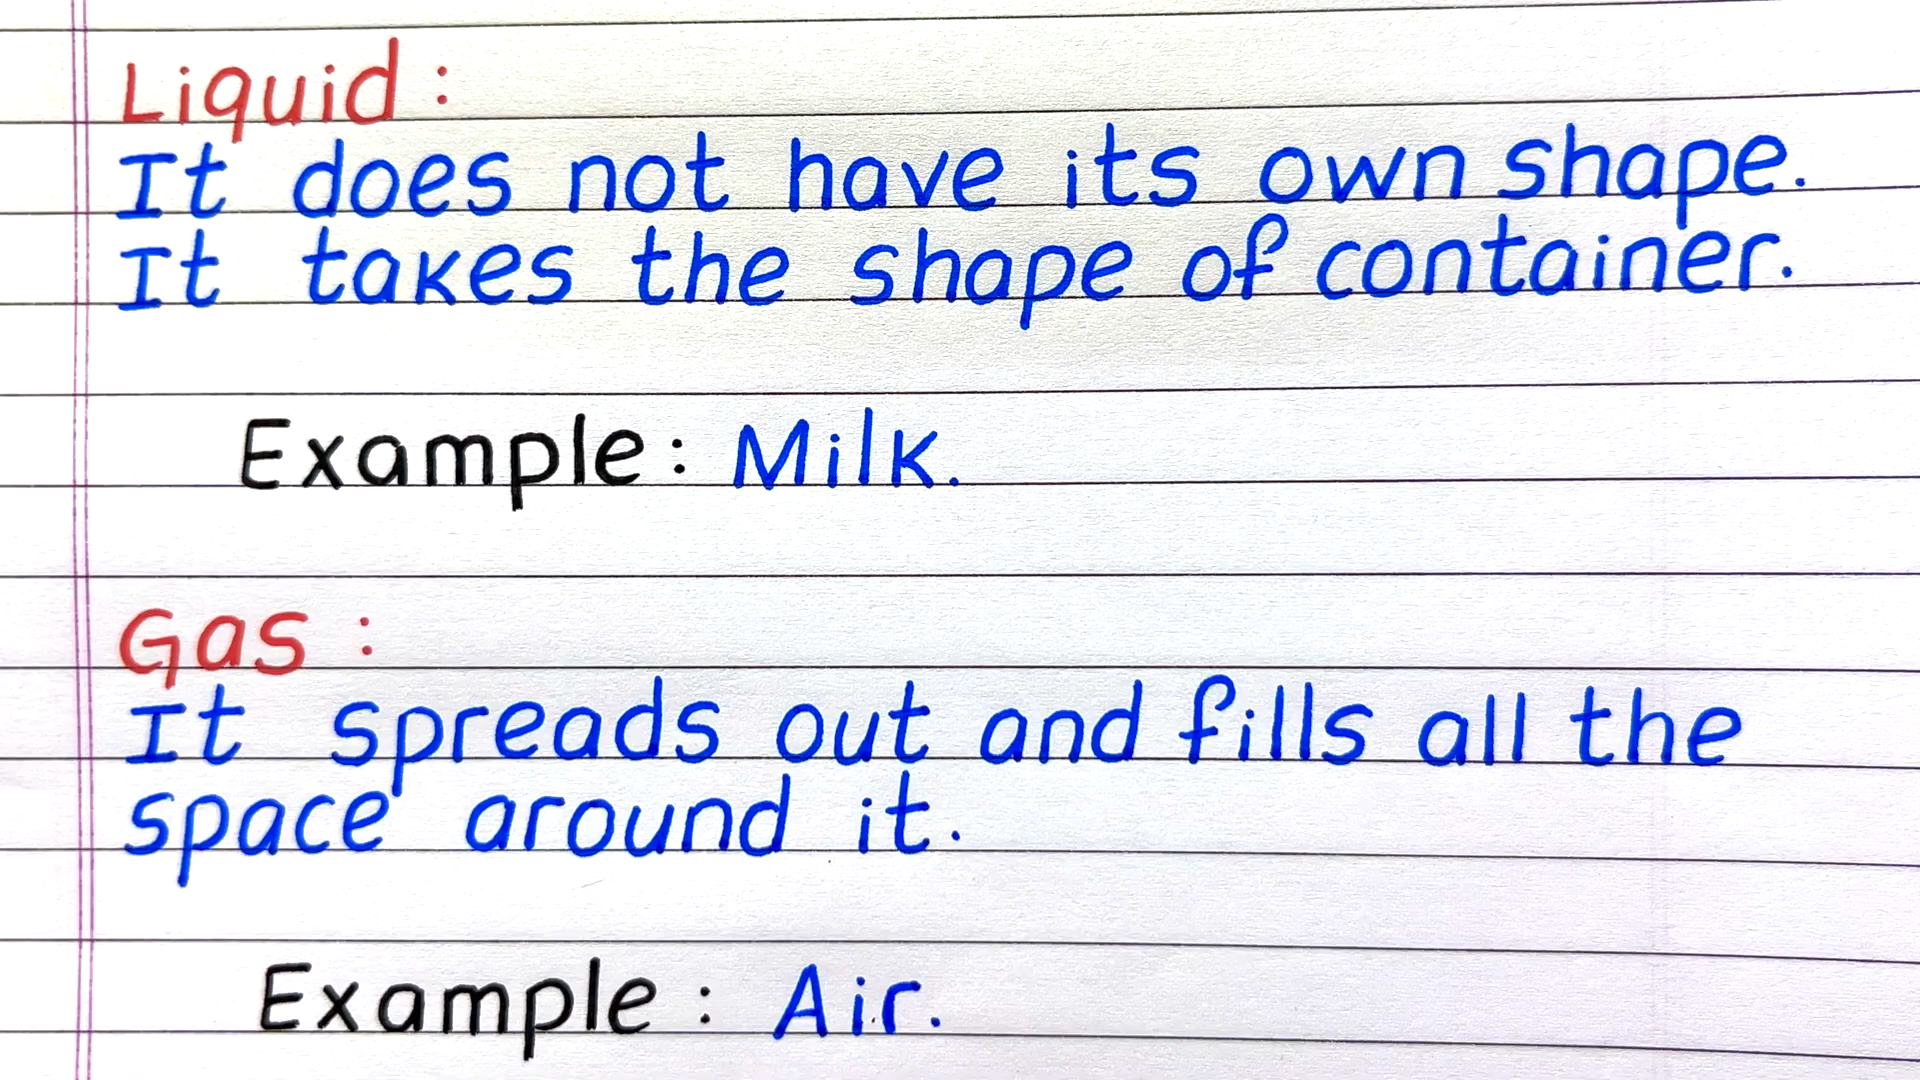 Liquid :
It does not have its own shape.
It takes the shape of container.
Example : Milk.
Gas :
It spreads out and fills all the
space around it.
Example : Air.